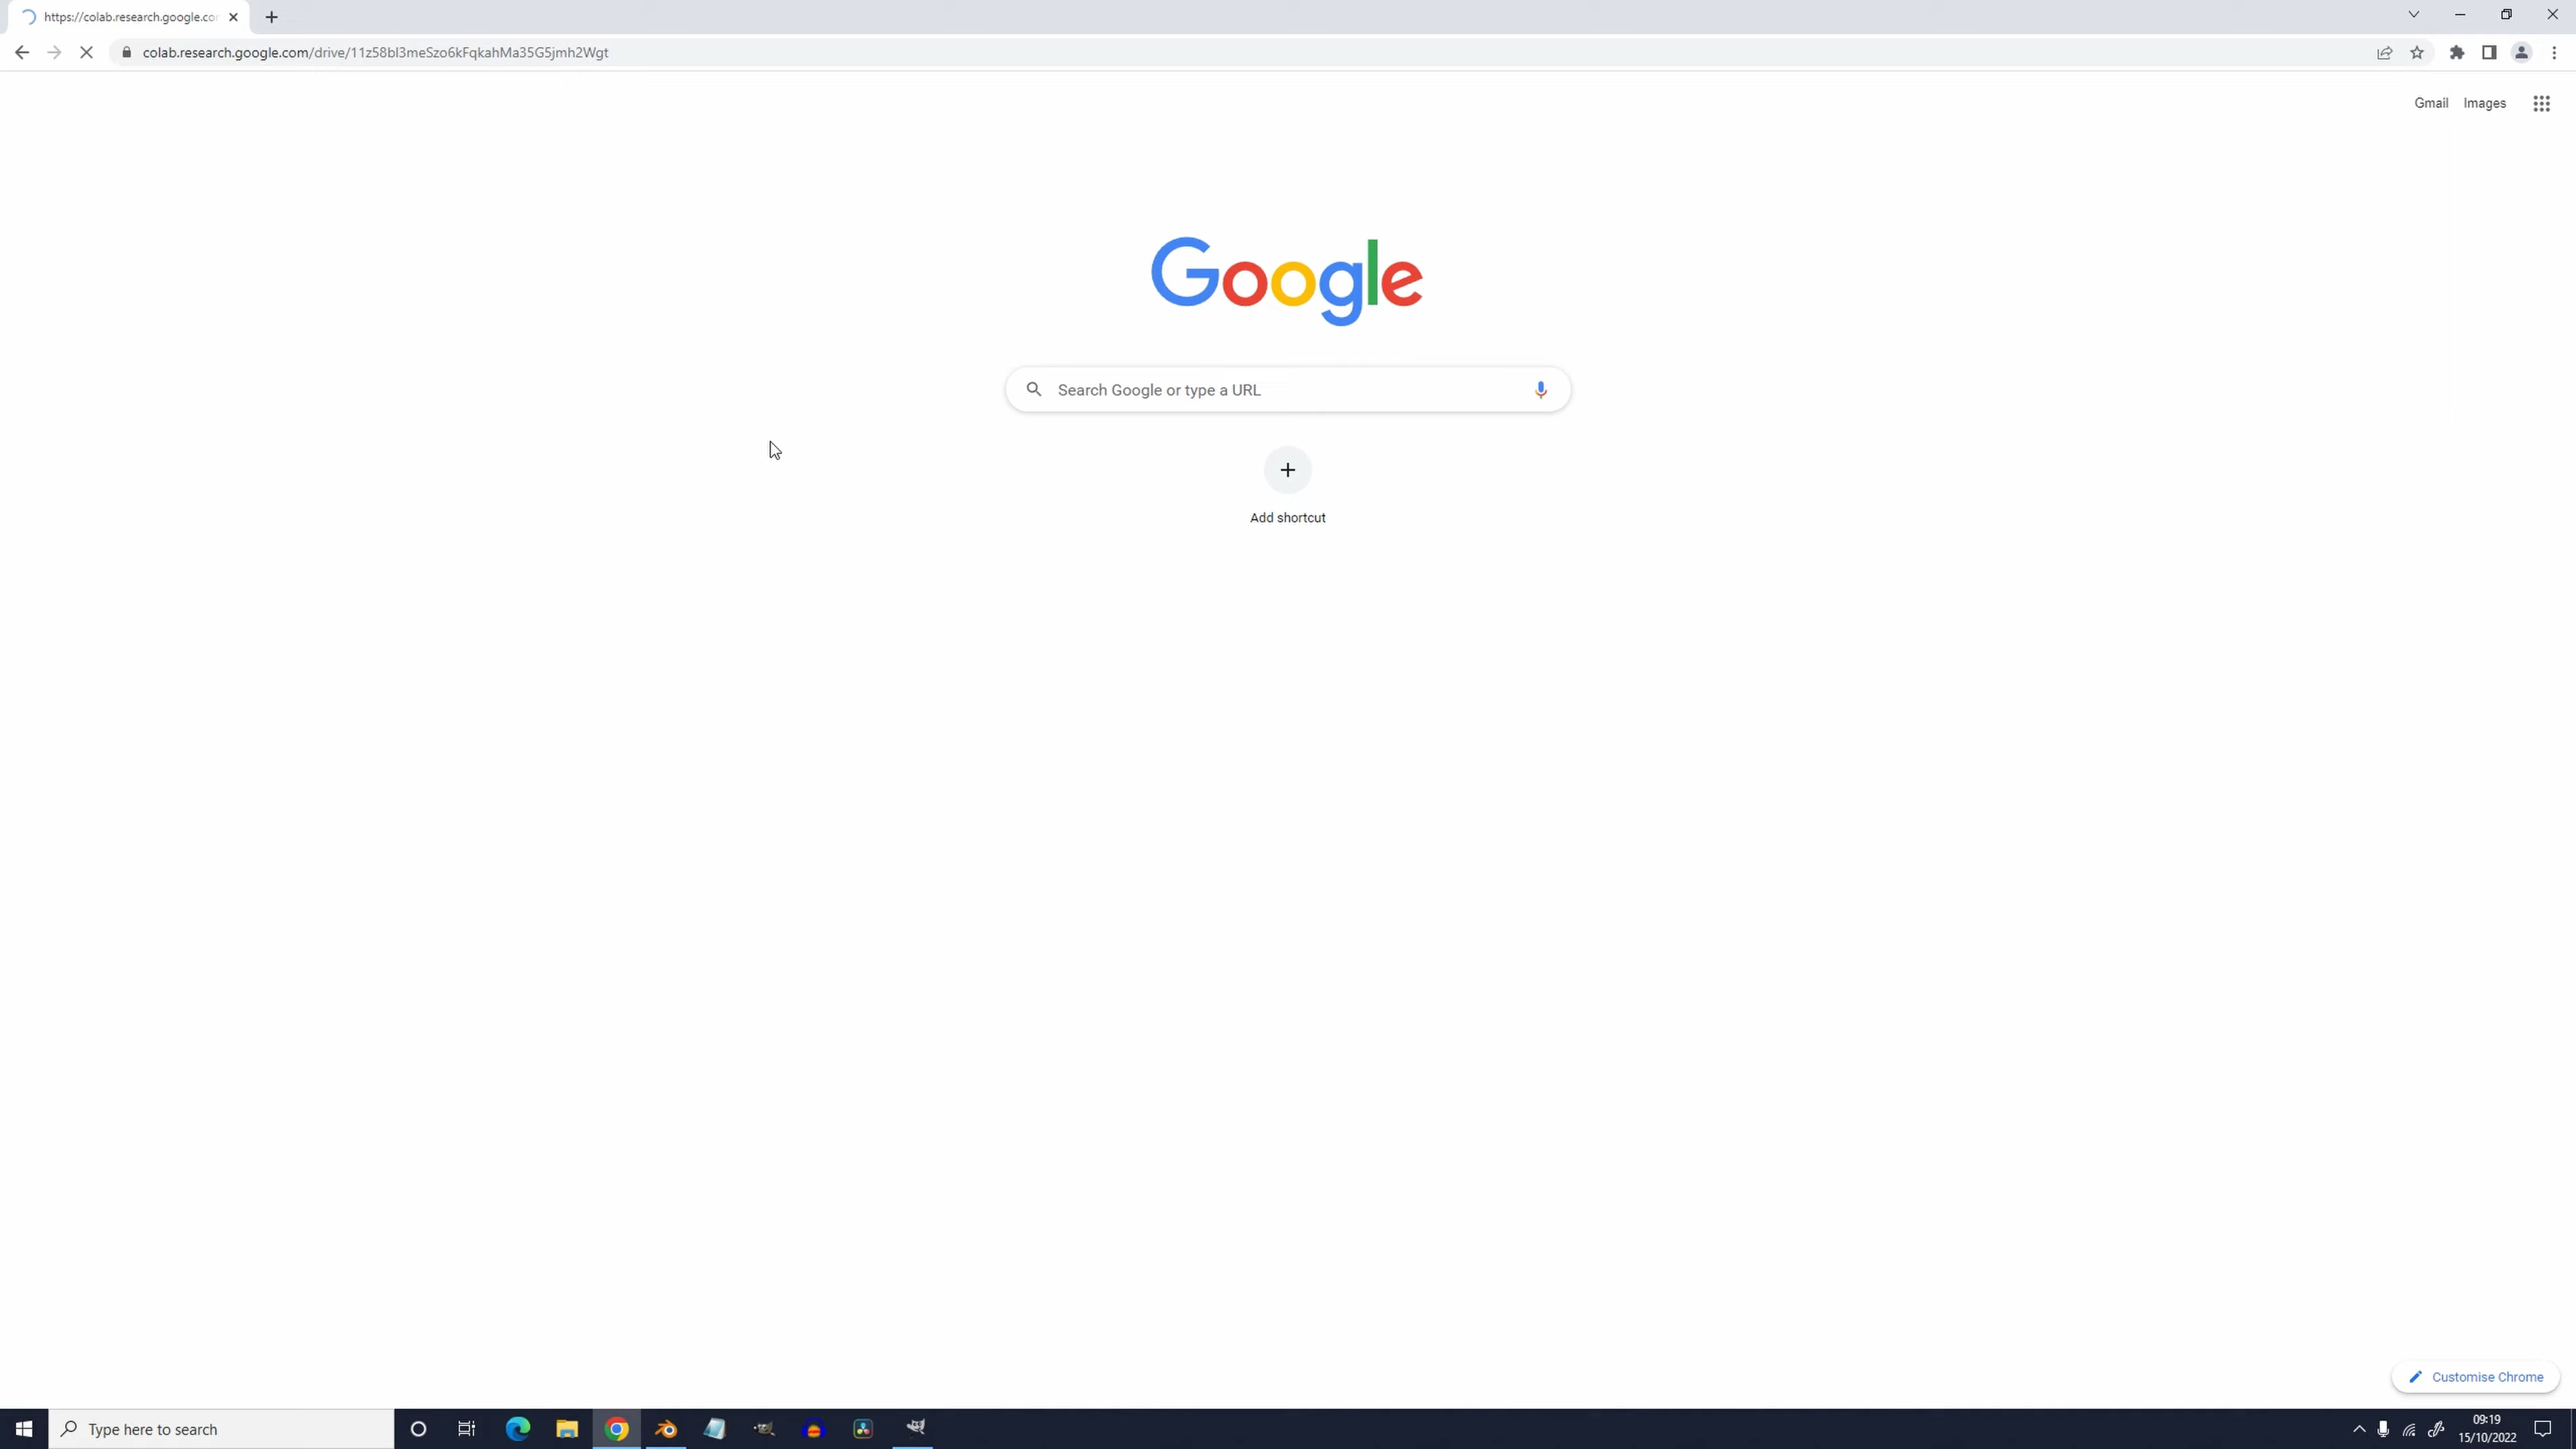 https://colab.research.google.com
colab.research.google.com/drive/11z58bl3meSzo6kFqkahMa35G5jmh2Wgt
Gmail Images
Google
Search Google or type a URL
Add shortcut
Customise Chrome
Type here to search
09:19
15/10/2022